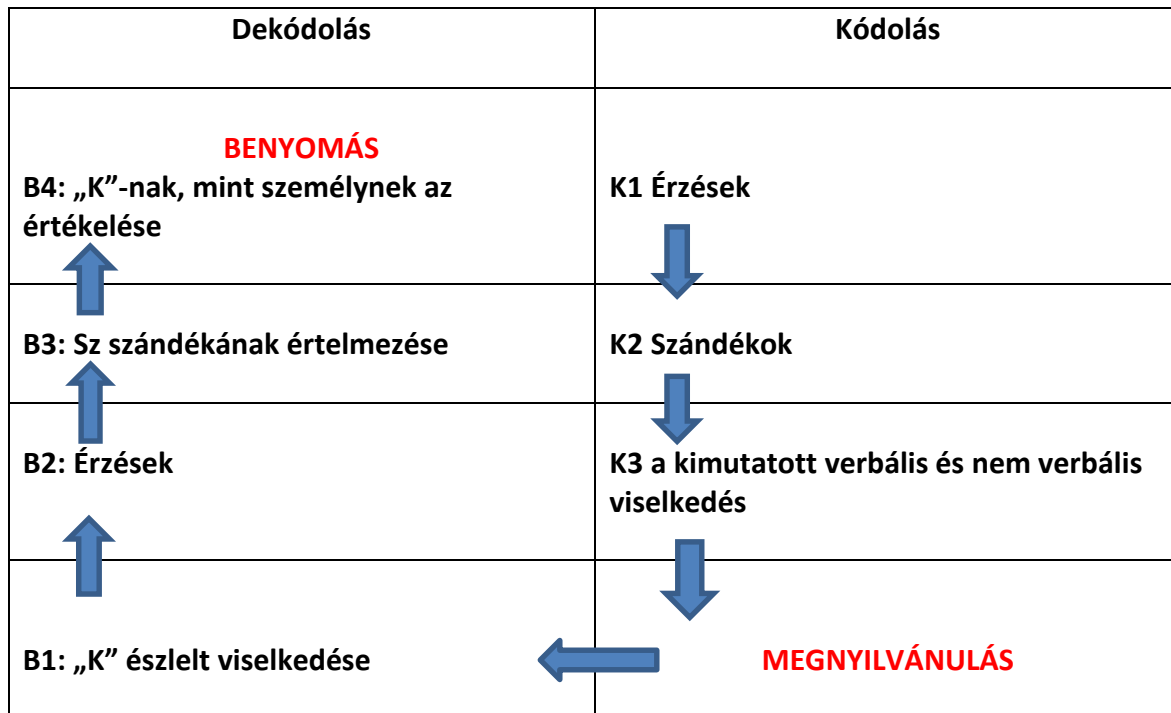 Dekódolás
Kódolás
BENYOMÁS
B4: „K”-nak, mint személynek az
értékelése
K1 Érzések
B3: Sz szándékának értelmezése
K2 Szándékok
B2: Érzések
K3 a kimutatott verbális és nem verbális
viselkedés
B1: „K” észlelt viselkedése
MEGNYILVÁNULÁS